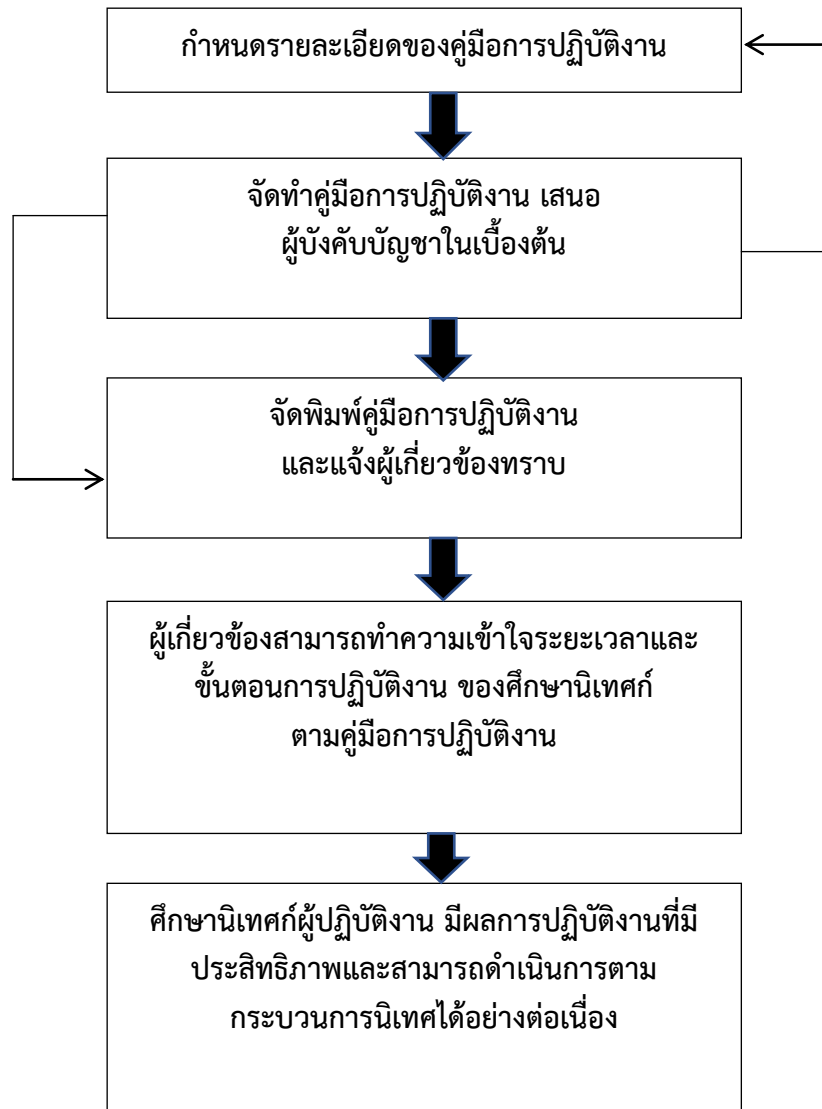 กำหนดรายละเอียดของคู่มือการปฏิบัติงาน
จัดทำคู่มือการปฏิบัติงาน เสนอ
ผู้บังคับบัญชาในเบื้องต้น
จัดพิมพ์คู่มือการปฏิบัติงาน
และแจ้งผู้เกี่ยวข้องทราบ
ผู้เกี่ยวข้องสามารถทำความเข้าใจระยะเวลาและ
ขั้นตอนการปฏิบัติงาน ของศึกษานิเทศก์
ตามคู่มือการปฏิบัติงาน
ศึกษานิเทศก์ผู้ปฏิบัติงาน มีผลการปฏิบัติงานที่มี
ประสิทธิภาพและสามารถดำเนินการตาม
กระบวนการนิเทศได้อย่างต่อเนื่อง